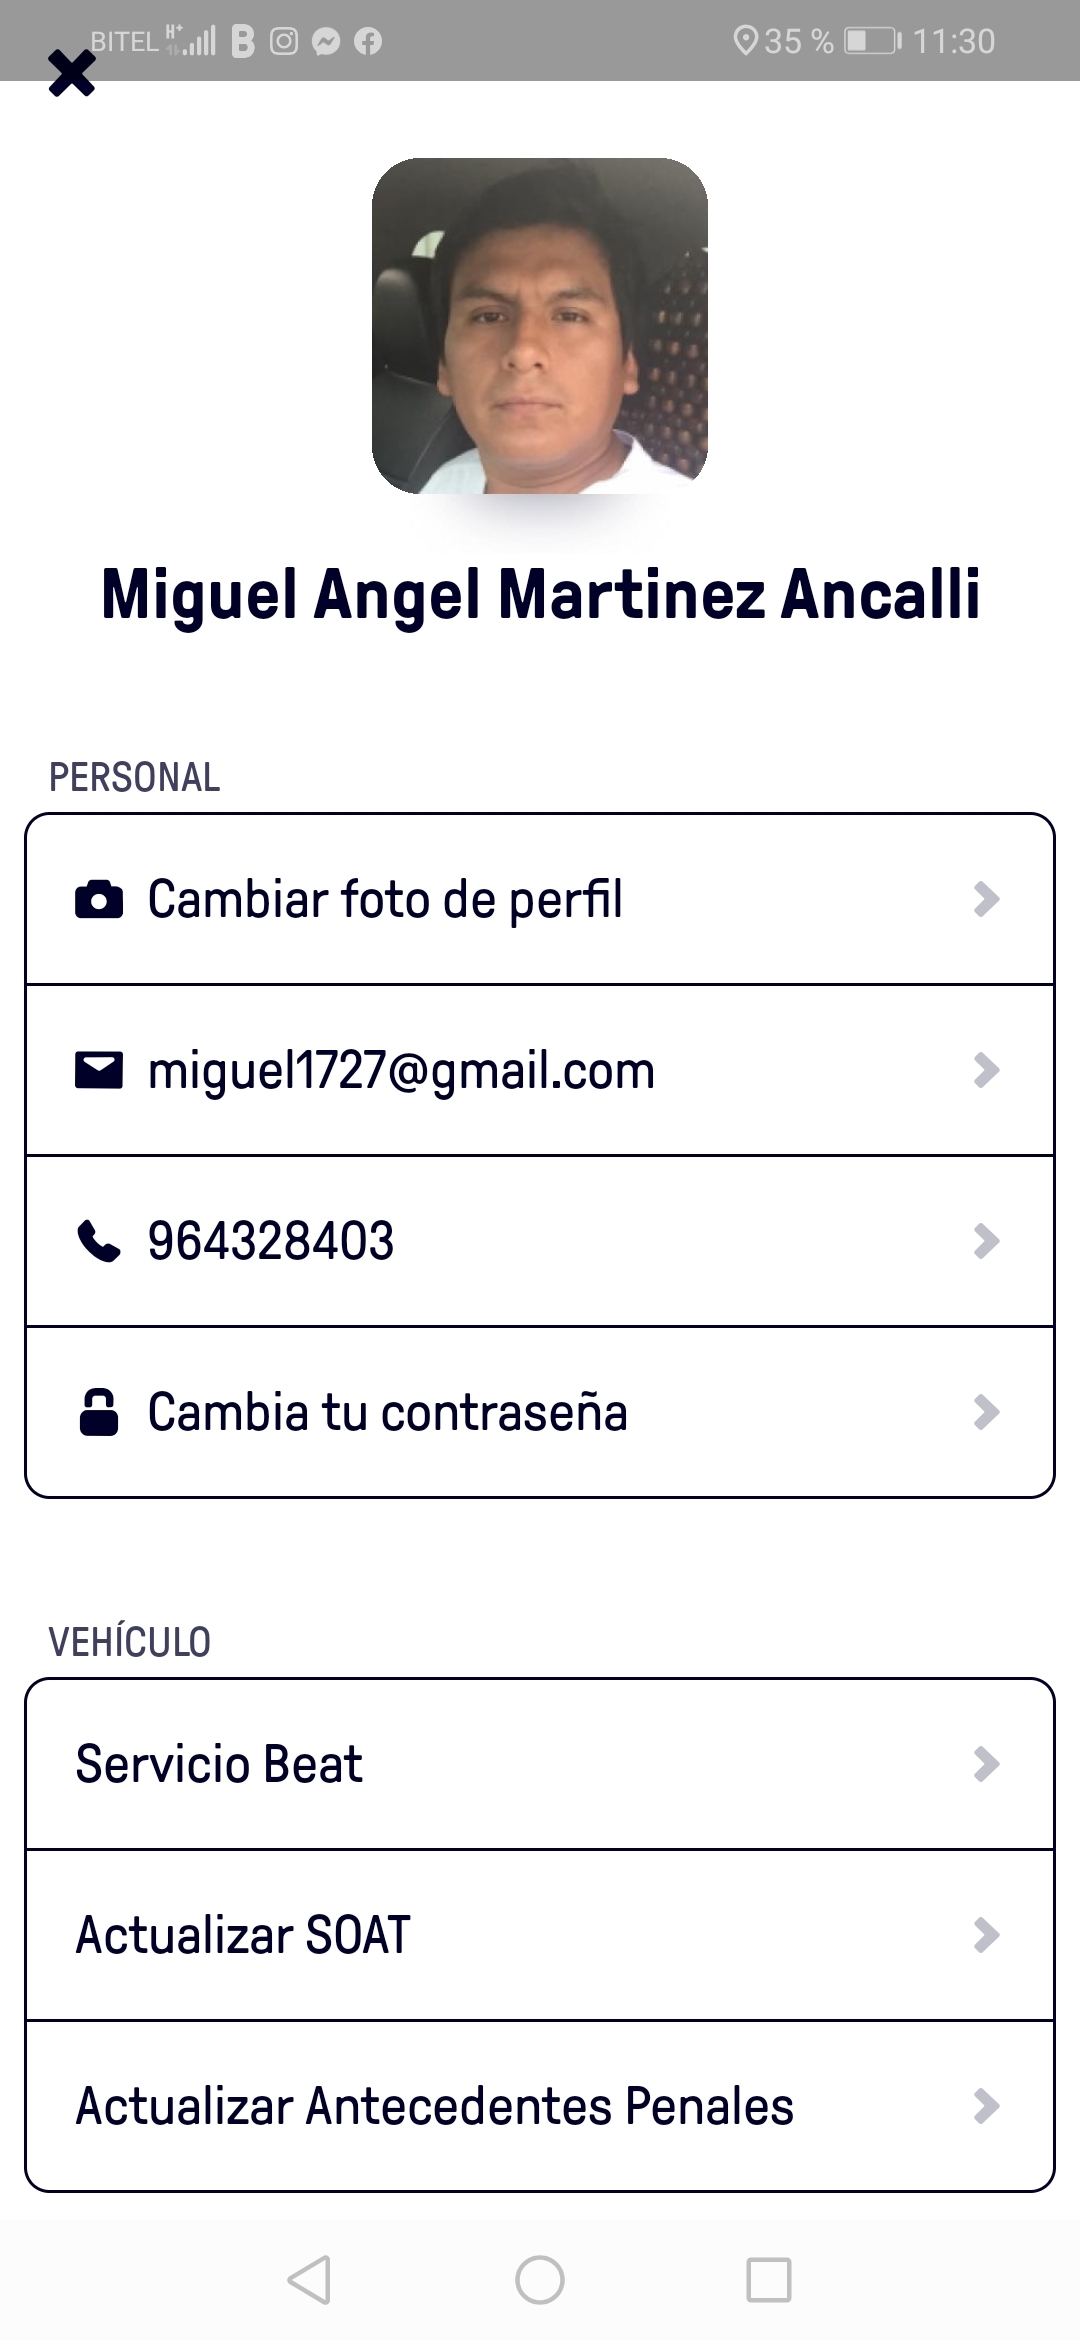 BITEL H+ B 35 % 11:30
Miguel Angel Martinez Ancalli
PERSONAL
Cambiar foto de perfil
miguel1727@gmail.com
964328403
Cambia tu contraseña
VEHÍCULO
Servicio Beat
Actualizar SOAT
Actualizar Antecedentes Penales